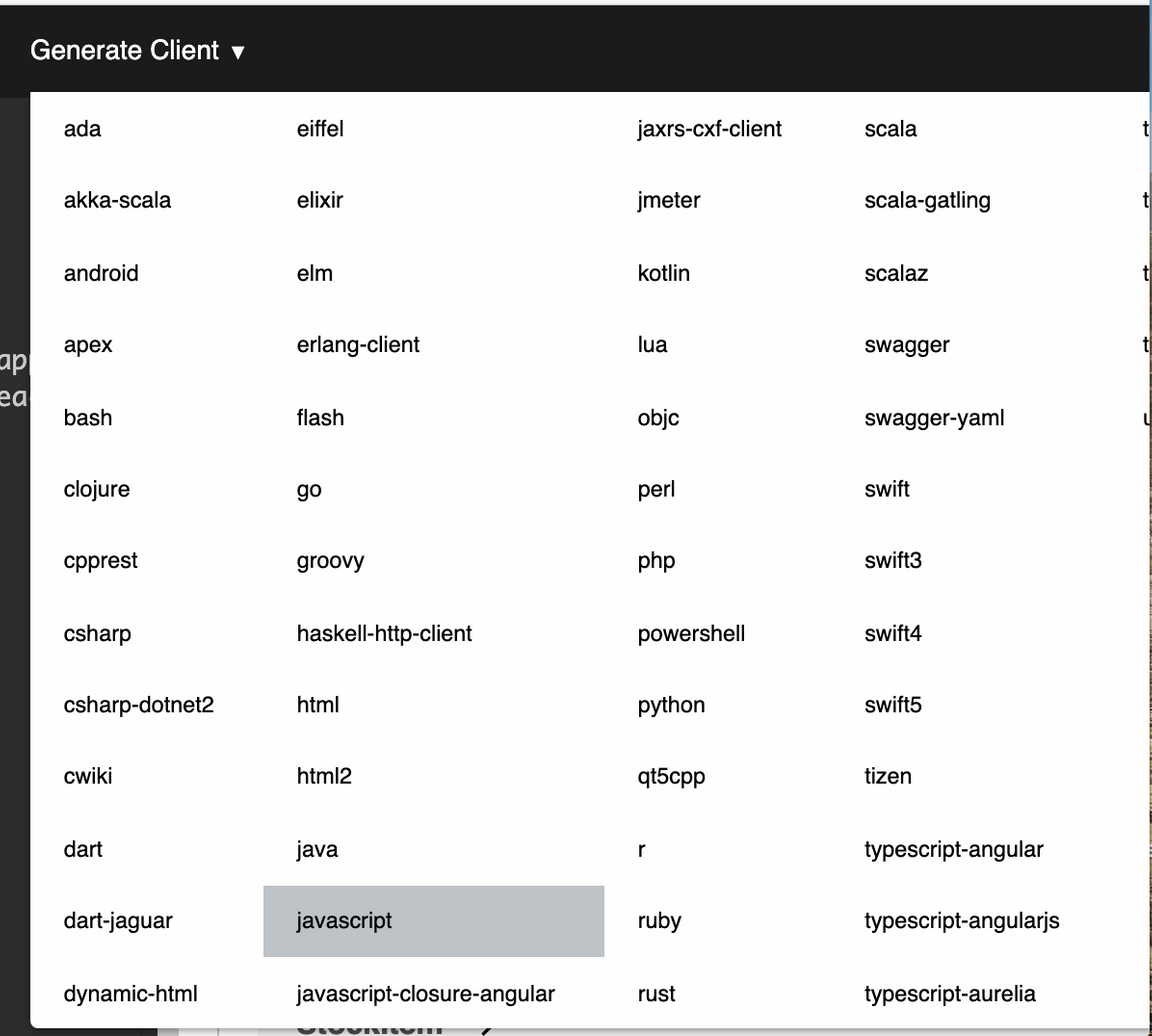 Generate Client ▼
ada
akka-scala
android
apex
bash
clojure
cpprest
csharp
csharp-dotnet2
cwiki
dart
dart-jaguar
dynamic-html
eiffel
elixir
elm
erlang-client
flash
go
groovy
haskell-http-client
html
html2
java
javascript
javascript-closure-angular
jaxrs-cxf-client
jmeter
kotlin
lua
objc
perl
php
powershell
python
qt5cpp
r
ruby
rust
scala
scala-gatling
scalaz
swagger
swagger-yaml
swift
swift3
swift4
swift5
tizen
typescript-angular
typescript-angularjs
typescript-aurelia